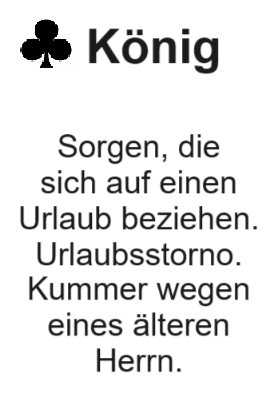 ♣ König
Sorgen, die
sich auf einen
Urlaub beziehen.
Urlaubsstorno.
Kummer wegen
eines älteren
Herrn.